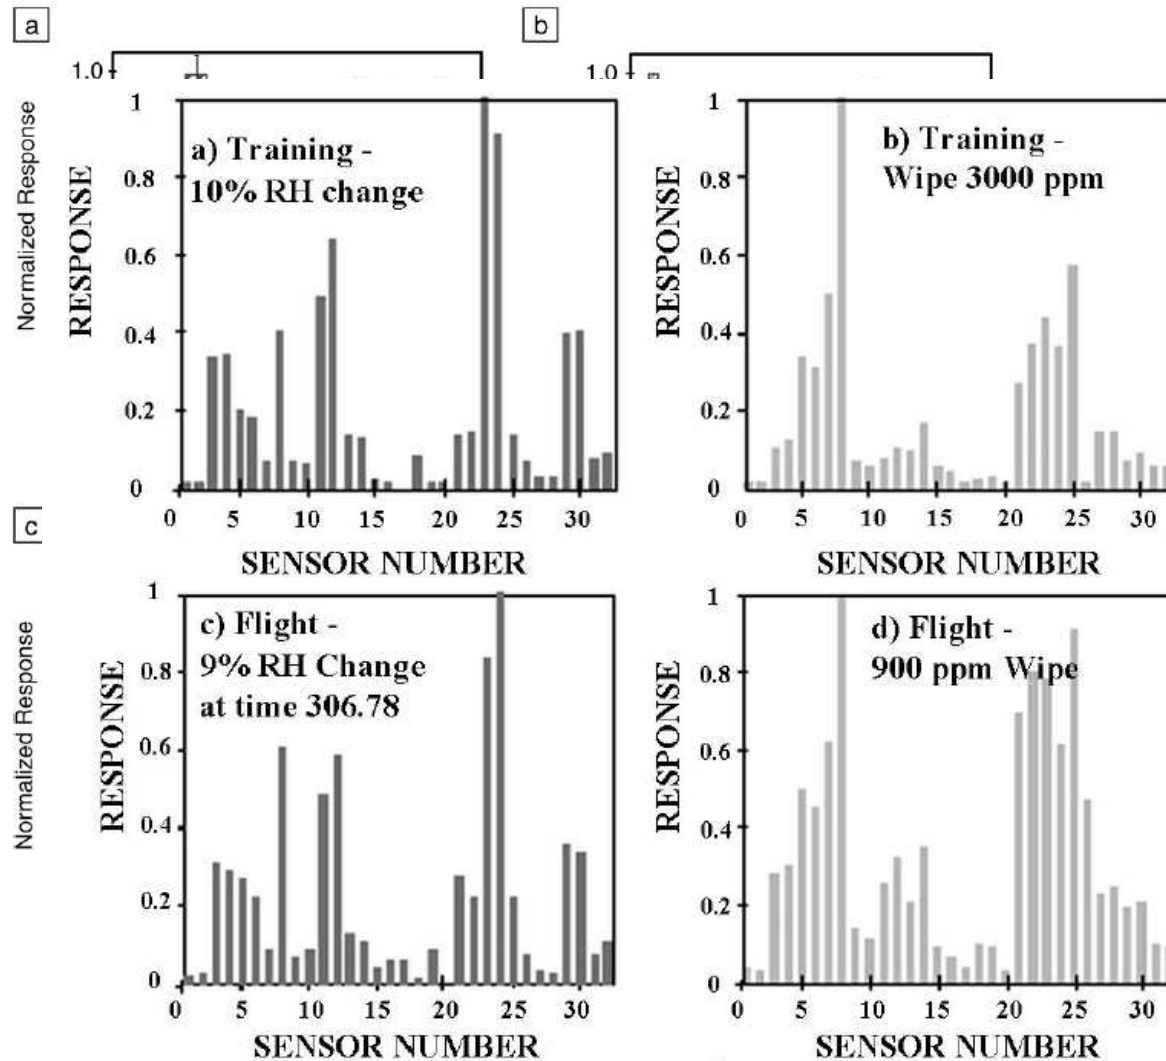 a
b
1.0
1.0
Normalized Response
RESPONSE
1
0.8
0.6
0.4
0.2
0
a) Training -
10% RH change
0 5 10 15 20 25 30
SENSOR NUMBER
RESPONSE
1
0.8
0.6
0.4
0.2
0
b) Training -
Wipe 3000 ppm
0 5 10 15 20 25 30
SENSOR NUMBER
c
Normalized Response
RESPONSE
1
0.8
0.6
0.4
0.2
0
c) Flight -
9% RH Change
at time 306.78
0 5 10 15 20 25 30
SENSOR NUMBER
RESPONSE
1
0.8
0.6
0.4
0.2
0
d) Flight -
900 ppm Wipe
0 5 10 15 20 25 30
SENSOR NUMBER